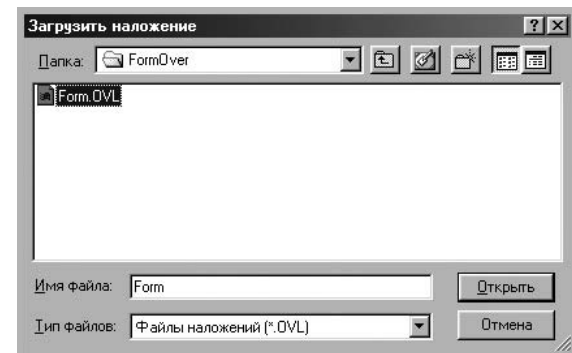 Загрузить наложение
Папка: FormOver
Form.OVL
Имя файла: Form Открыть
Тип файлов: Файлы наложений (*.OVL) Отмена